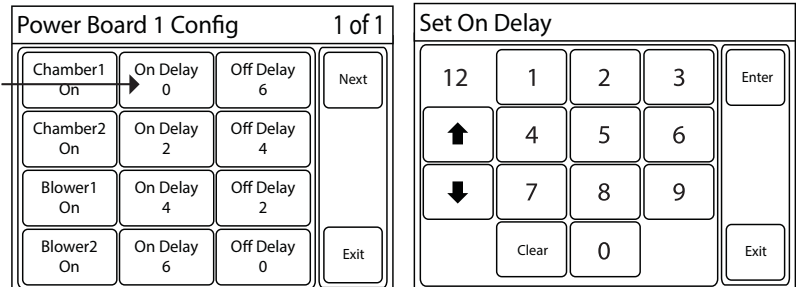 Power Board 1 Config 1 of 1
Chamber1 On Delay Off Delay Next
On 0 6
Chamber2 On Delay Off Delay
On 2 4
Blower1 On Delay Off Delay
On 4 2
Blower2 On Delay Off Delay Exit
On 6 0
Set On Delay
12 1 2 3 Enter
4 5 6
7 8 9
Clear 0 Exit